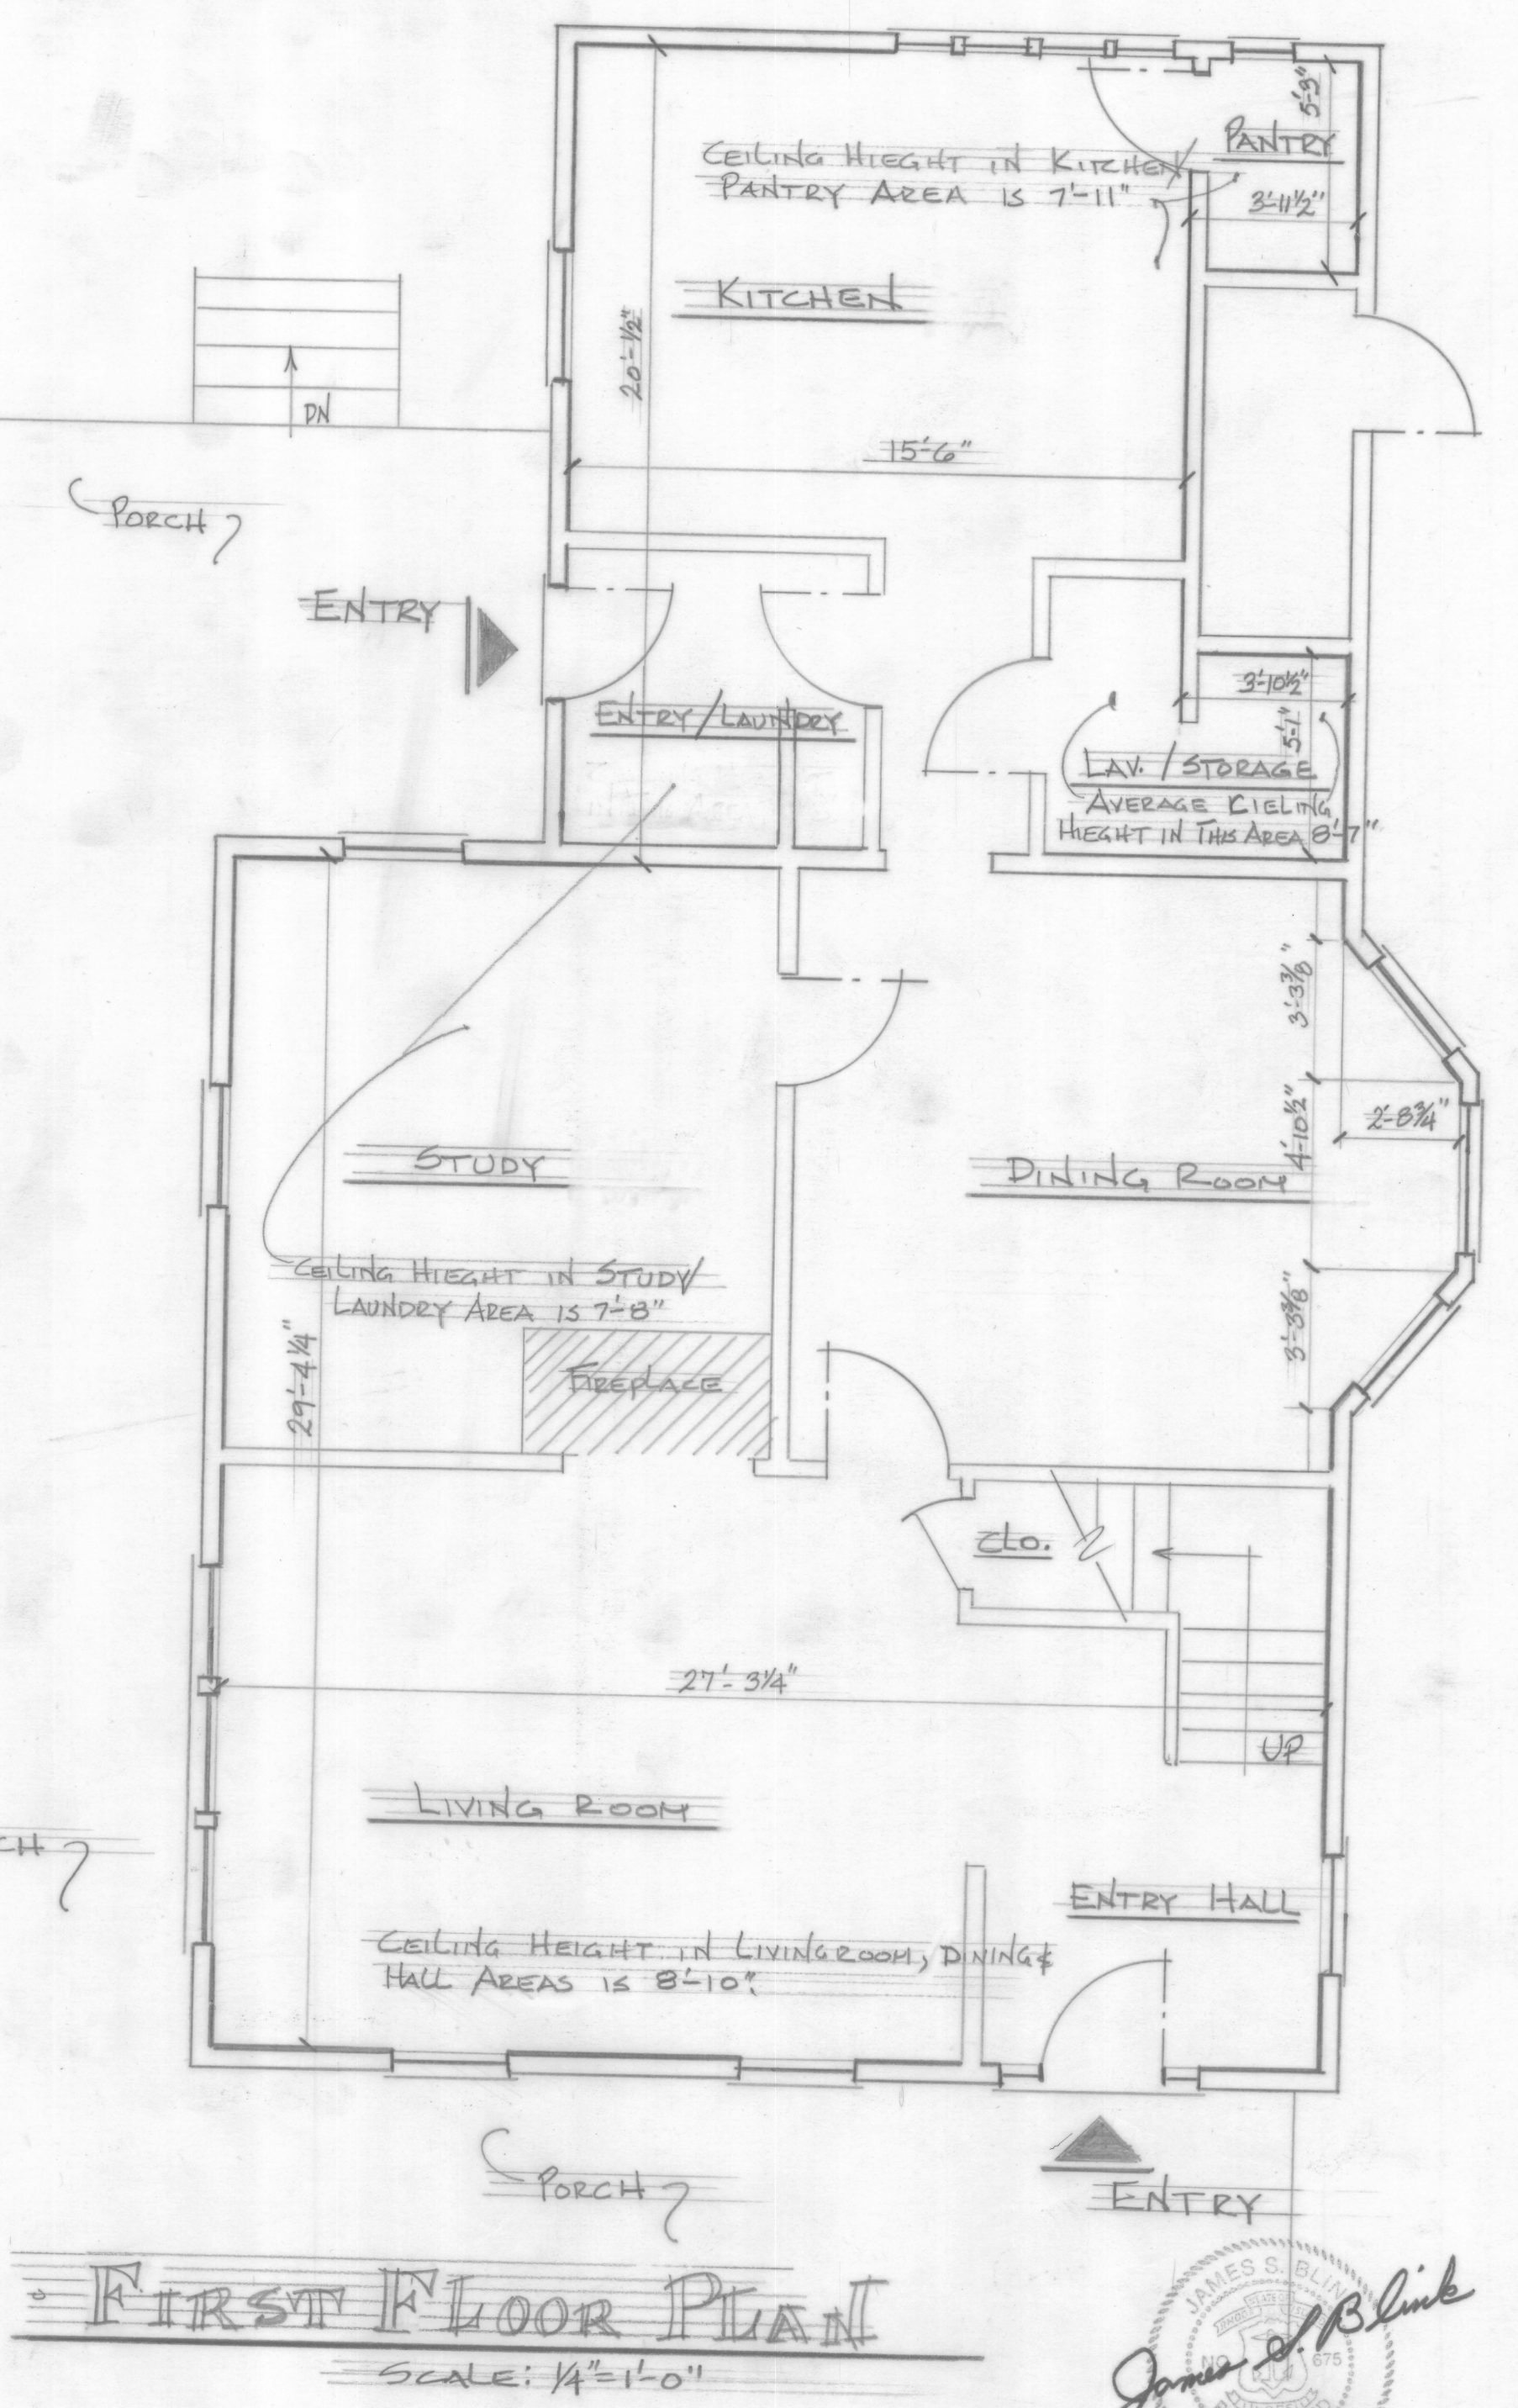 5'-9"
PANTRY
CEILING HIEGHT IN KITCHEN/
PANTRY AREA IS 7'-11"
3'-11½"
KITCHEN
20'-½"
DN
15'-6"
PORCH
ENTRY
ENTRY/LAUNDRY
3'-10½"
5'-1"
LAV. / STORAGE
AVERAGE CIELING
HIEGHT IN THIS AREA 8'-7"
3'-3⅜"
4'-10½"
2'-8¾"
STUDY
DINING ROOM
CEILING HIEGHT IN STUDY/
LAUNDRY AREA IS 7'-8"
3'-3⅜"
29'-4¼"
FIREPLACE
CLO.
27'-3¼"
UP
LIVING ROOM
CH
ENTRY HALL
CEILING HEIGHT IN LIVINGROOM, DINING &
HALL AREAS IS 8'-10".
PORCH
ENTRY
FIRST FLOOR PLAN
SCALE: ¼"=1'-0"
JAMES S. BLINK
James S. Blink
NO. 675